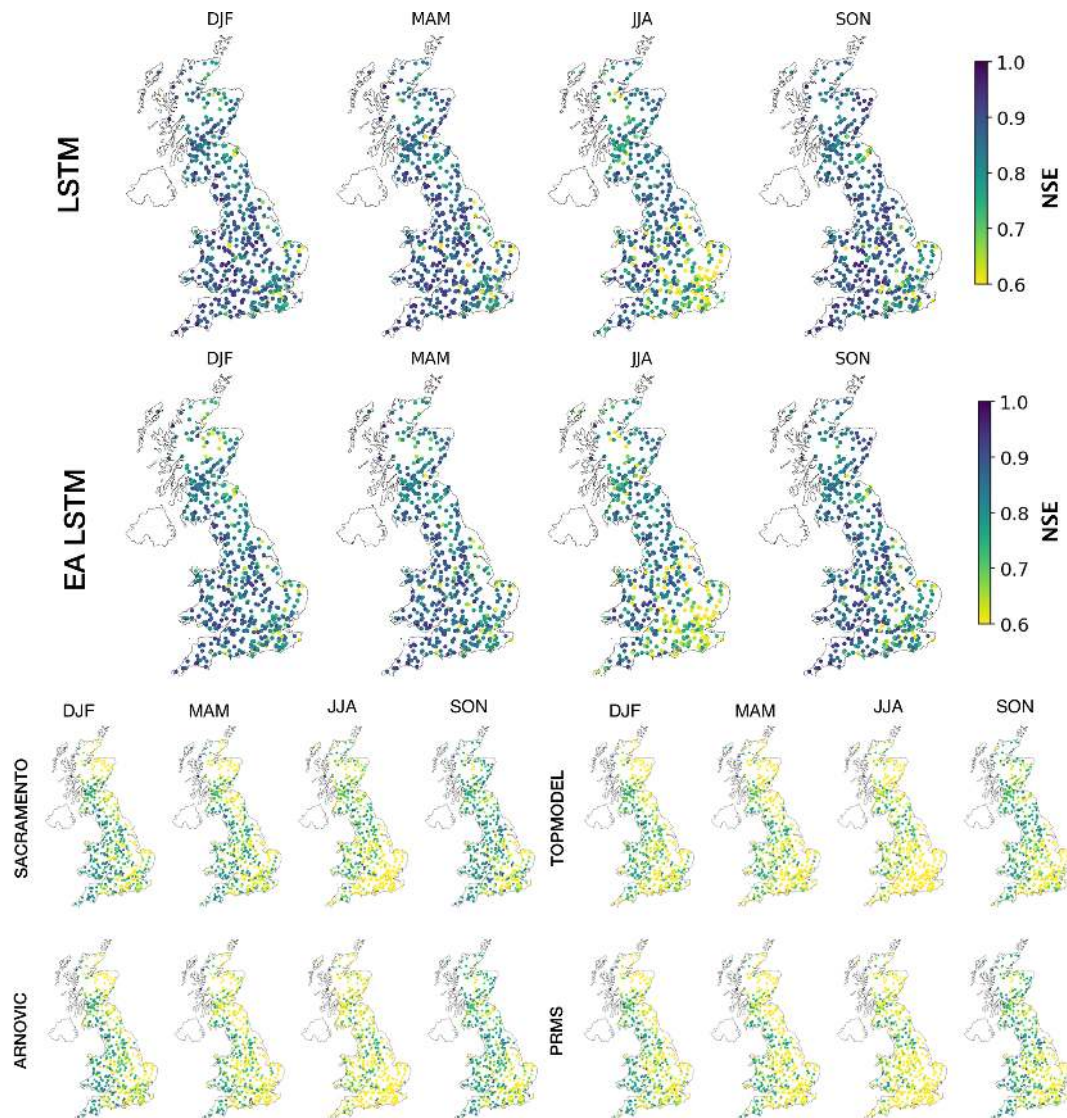 DJF MAM JJA SON
LSTM
1.0
0.9
0.8
0.7
0.6
NSE
DJF MAM JJA SON
EA LSTM
1.0
0.9
0.8
0.7
0.6
NSE
DJF MAM JJA SON DJF MAM JJA SON
SACRAMENTO
TOPMODEL
ARNOVIC
PRMS